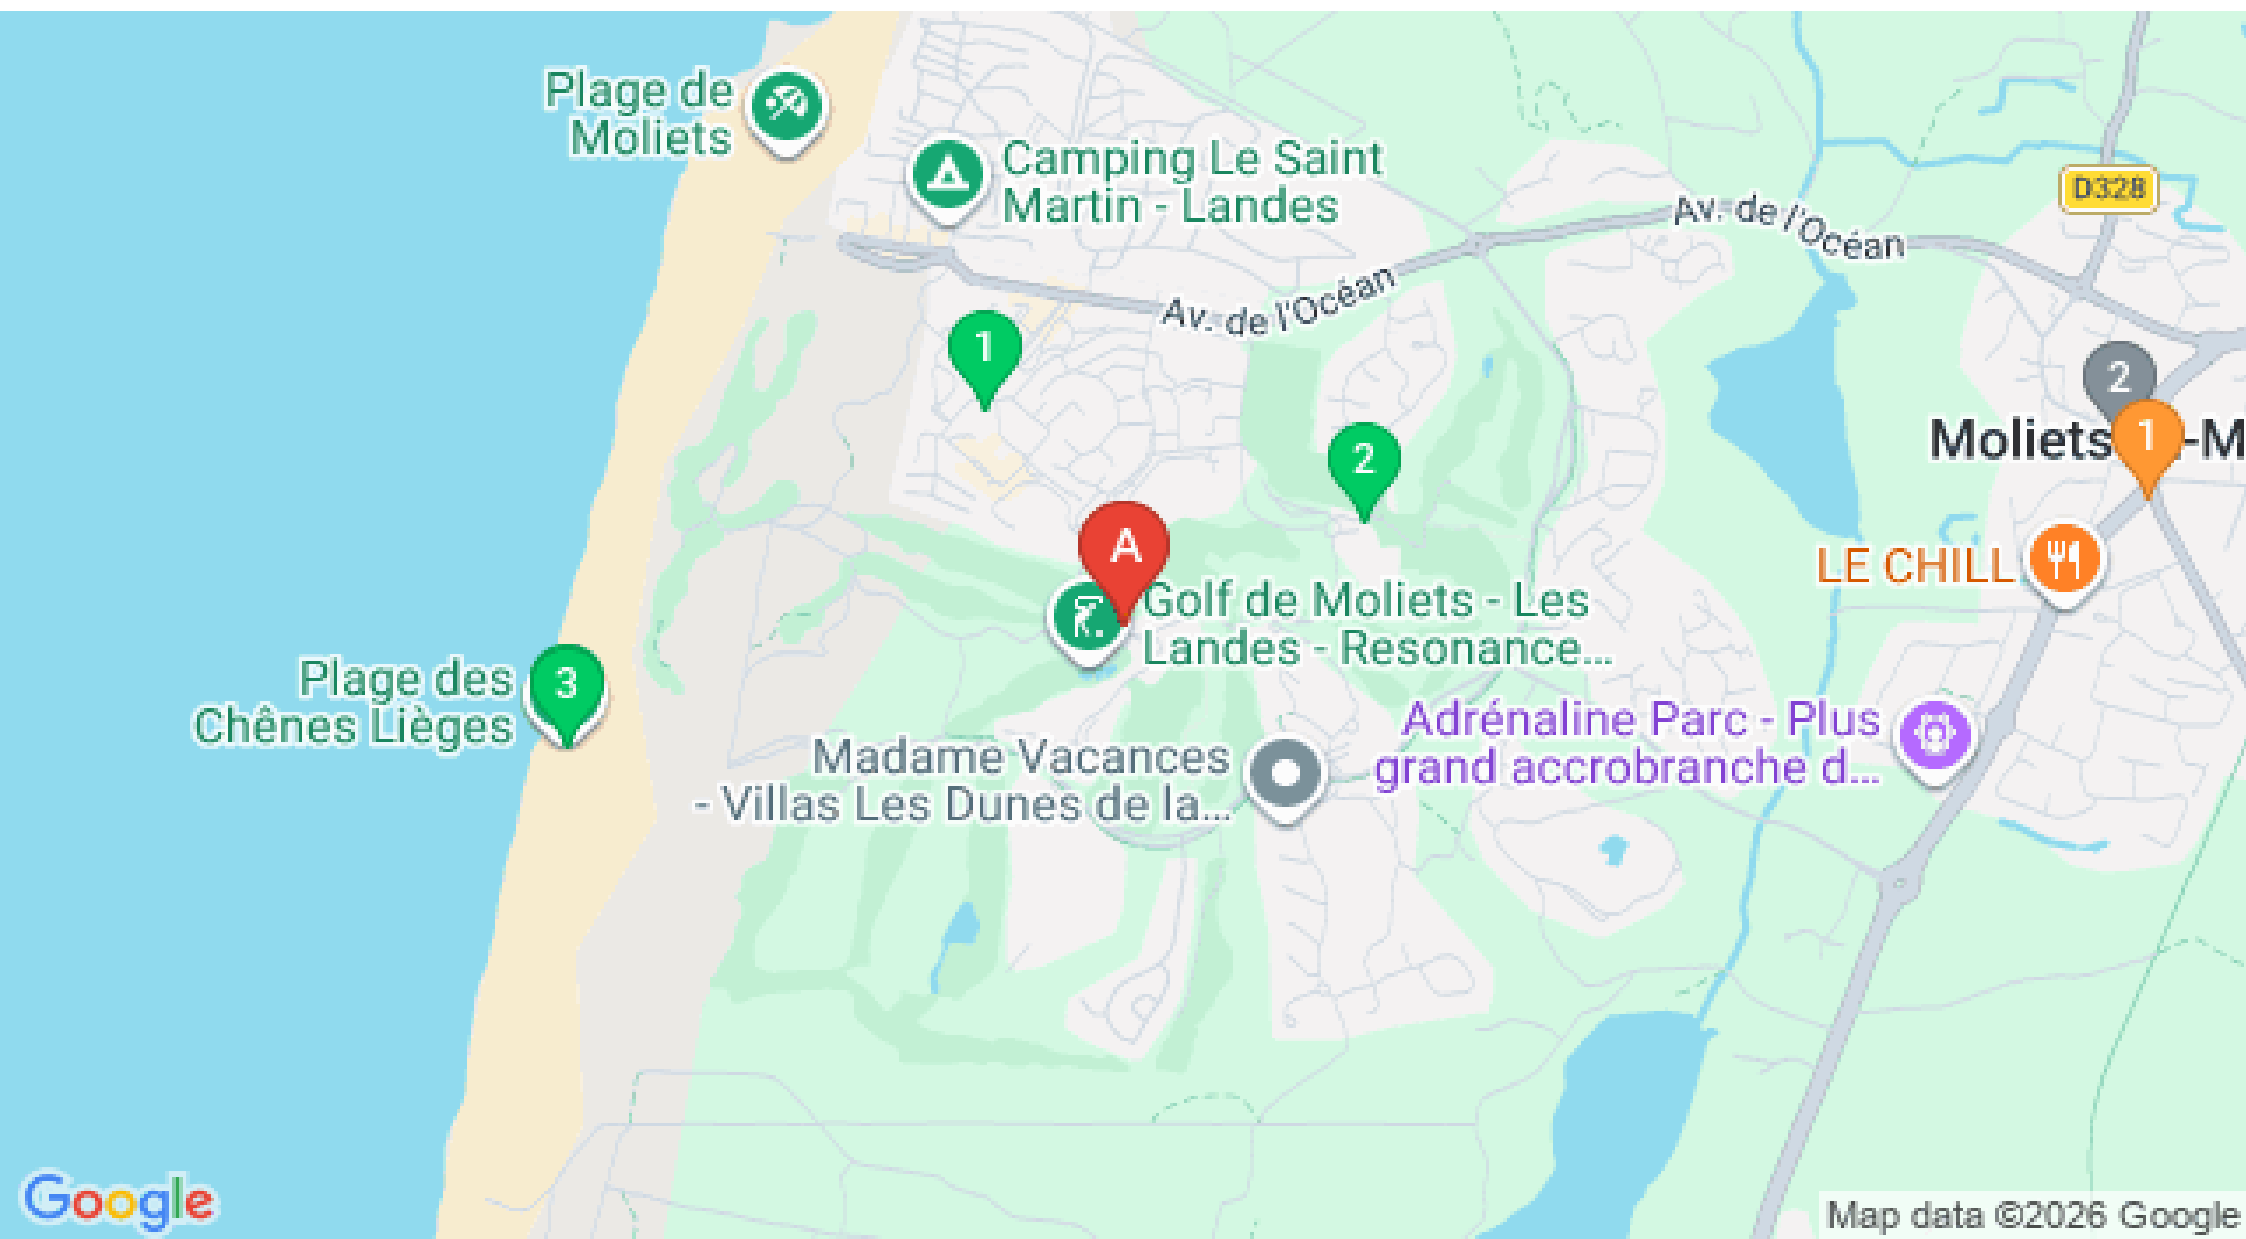 Plage de
Moliets
Camping Le Saint
Martin - Landes
D328
Av. de l'Océan
Av. de l'Océan
1
2
2
1
Moliets
-M
A
LE CHILL
Golf de Moliets - Les
Landes - Resonance...
Plage des
Chênes Lièges
3
Adrénaline Parc - Plus
grand accrobranche d...
Madame Vacances
- Villas Les Dunes de la...
Google
Map data ©2026 Google